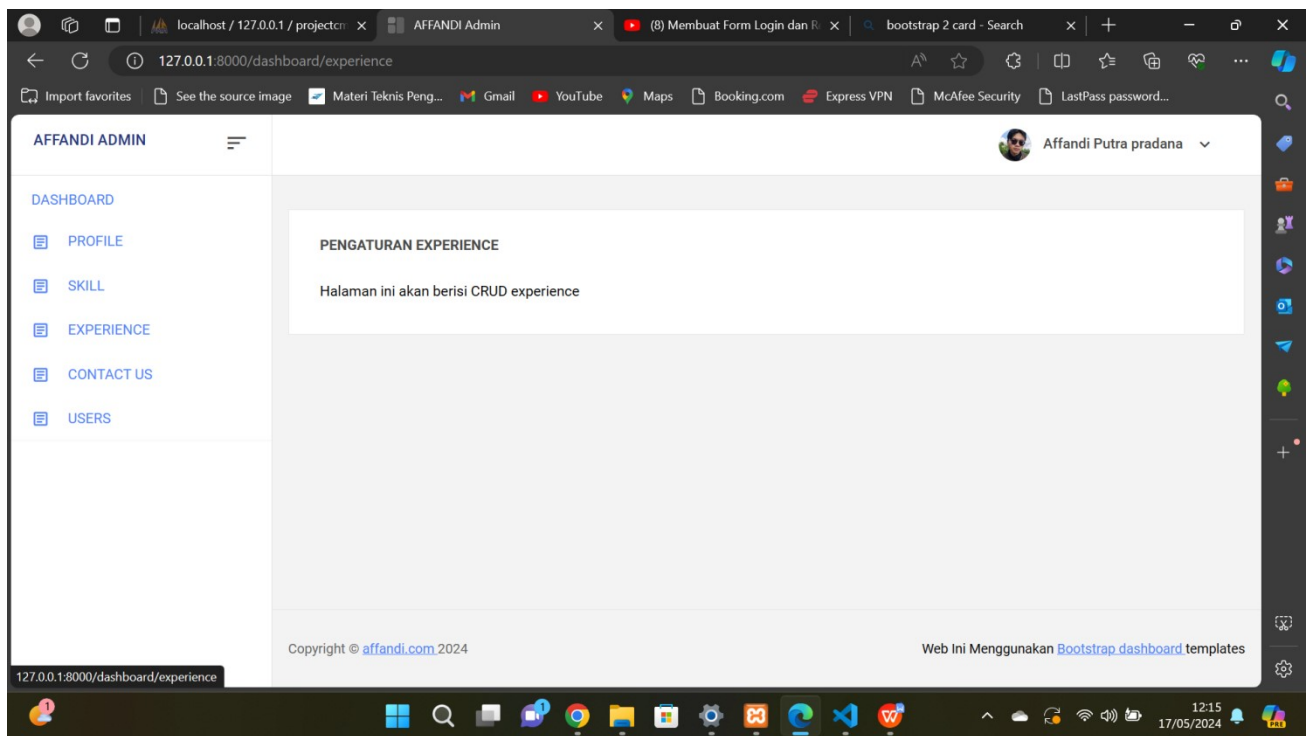 localhost / 127.0.0.1 / projectcm
AFFANDI Admin
(8) Membuat Form Login dan R
bootstrap 2 card - Search
127.0.0.1:8000/dashboard/experience
Import favorites
See the source image
Materi Teknis Peng...
Gmail
YouTube
Maps
Booking.com
Express VPN
McAfee Security
LastPass password...
AFFANDI ADMIN
Affandi Putra pradana
DASHBOARD
PROFILE
SKILL
EXPERIENCE
CONTACT US
USERS
PENGATURAN EXPERIENCE
Halaman ini akan berisi CRUD experience
Copyright © affandi.com 2024
Web Ini Menggunakan Bootstrap dashboard templates
127.0.0.1:8000/dashboard/experience
12:15
17/05/2024